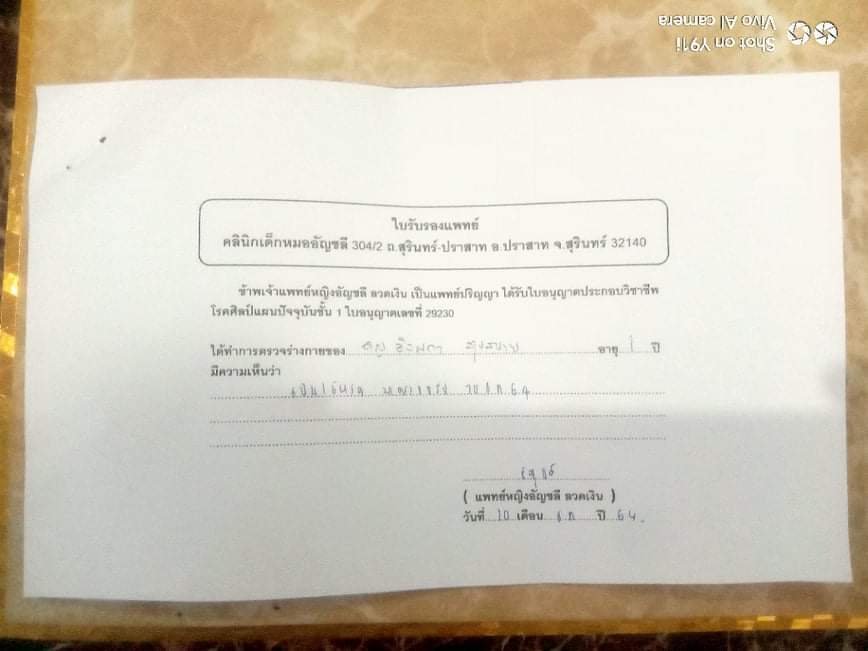 Shot on Y91i
Vivo AI camera
ใบรับรองแพทย์
คลินิกเด็กหมออัญชลี 304/2 ถ.สุรินทร์-ปราสาท อ.ปราสาท จ.สุรินทร์ 32140
ข้าพเจ้าแพทย์หญิงอัญชลี ลวดเงิน เป็นแพทย์ปริญญา ได้รับใบอนุญาตประกอบวิชาชีพ
โรคศิลป์แผนปัจจุบันชั้น 1 ใบอนุญาตเลขที่ 29230
ได้ทำการตรวจร่างกายของ อายุ 1 ปี
มีความเห็นว่า
( แพทย์หญิงอัญชลี ลวดเงิน )
วันที่ 10 เดือน ปี 64